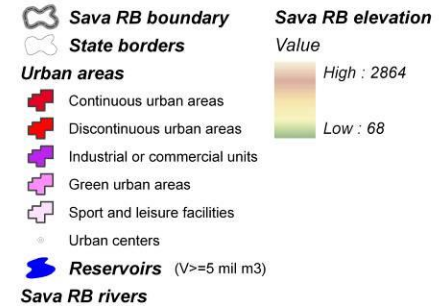 Sava RB boundary
State borders
Urban areas
Continuous urban areas
Discontinuous urban areas
Industrial or commercial units
Green urban areas
Sport and leisure facilities
Urban centers
Reservoirs (V>=5 mil m3)
Sava RB rivers
Sava RB elevation
Value
High : 2864
Low : 68